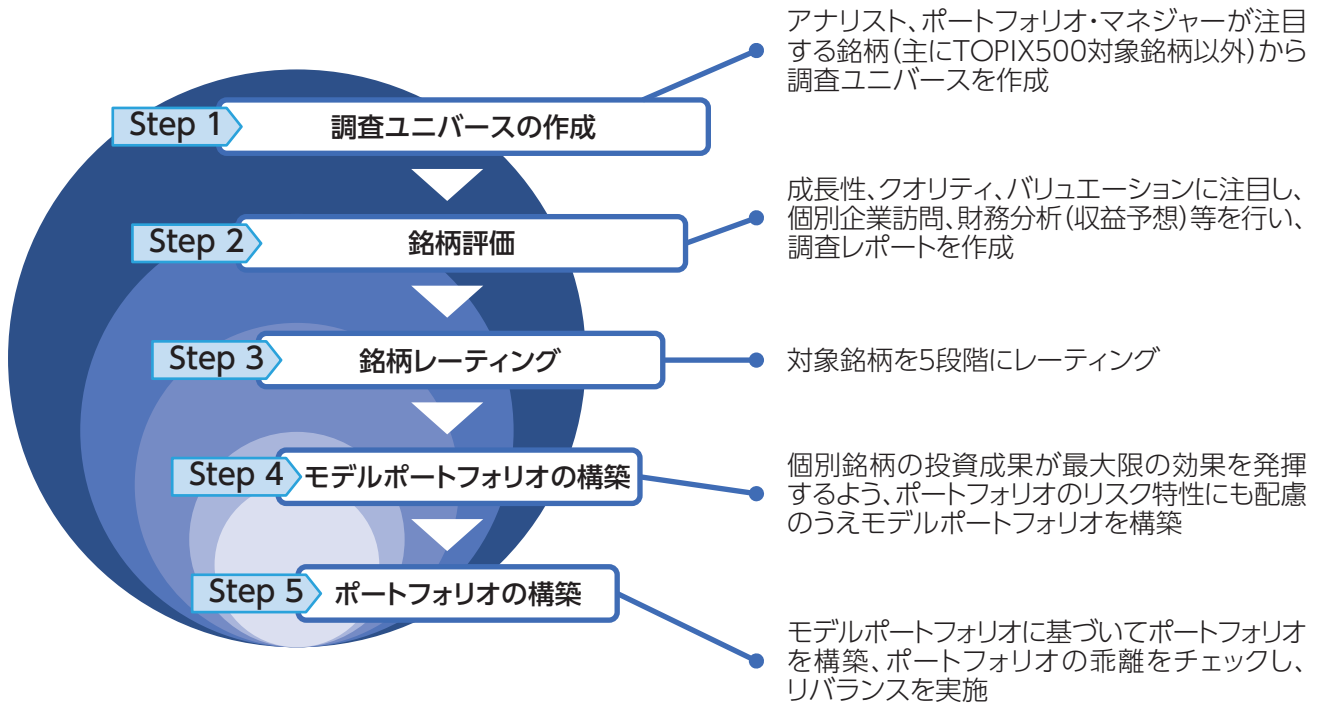 アナリスト、ポートフォリオ・マネジャーが注目
する銘柄(主にTOPIX500対象銘柄以外)から
調査ユニバースを作成
Step 1
調査ユニバースの作成
成長性、クオリティ、バリュエーションに注目し、
個別企業訪問、財務分析(収益予想)等を行い、
調査レポートを作成
Step 2
銘柄評価
Step 3
銘柄レーティング
対象銘柄を5段階にレーティング
Step 4
モデルポートフォリオの構築
個別銘柄の投資成果が最大限の効果を発揮
するよう、ポートフォリオのリスク特性にも配慮
のうえモデルポートフォリオを構築
Step 5
ポートフォリオの構築
モデルポートフォリオに基づいてポートフォリオ
を構築、ポートフォリオの乖離をチェックし、
リバランスを実施